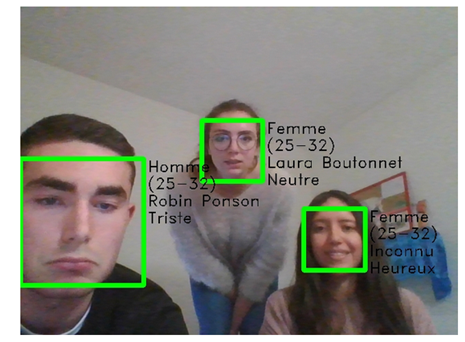 Homme
(25-32)
Robin Ponson
Triste
Femme
(25-32)
Laura Boutonnet
Neutre
Femme
(25-32)
Inconnu
Heureux